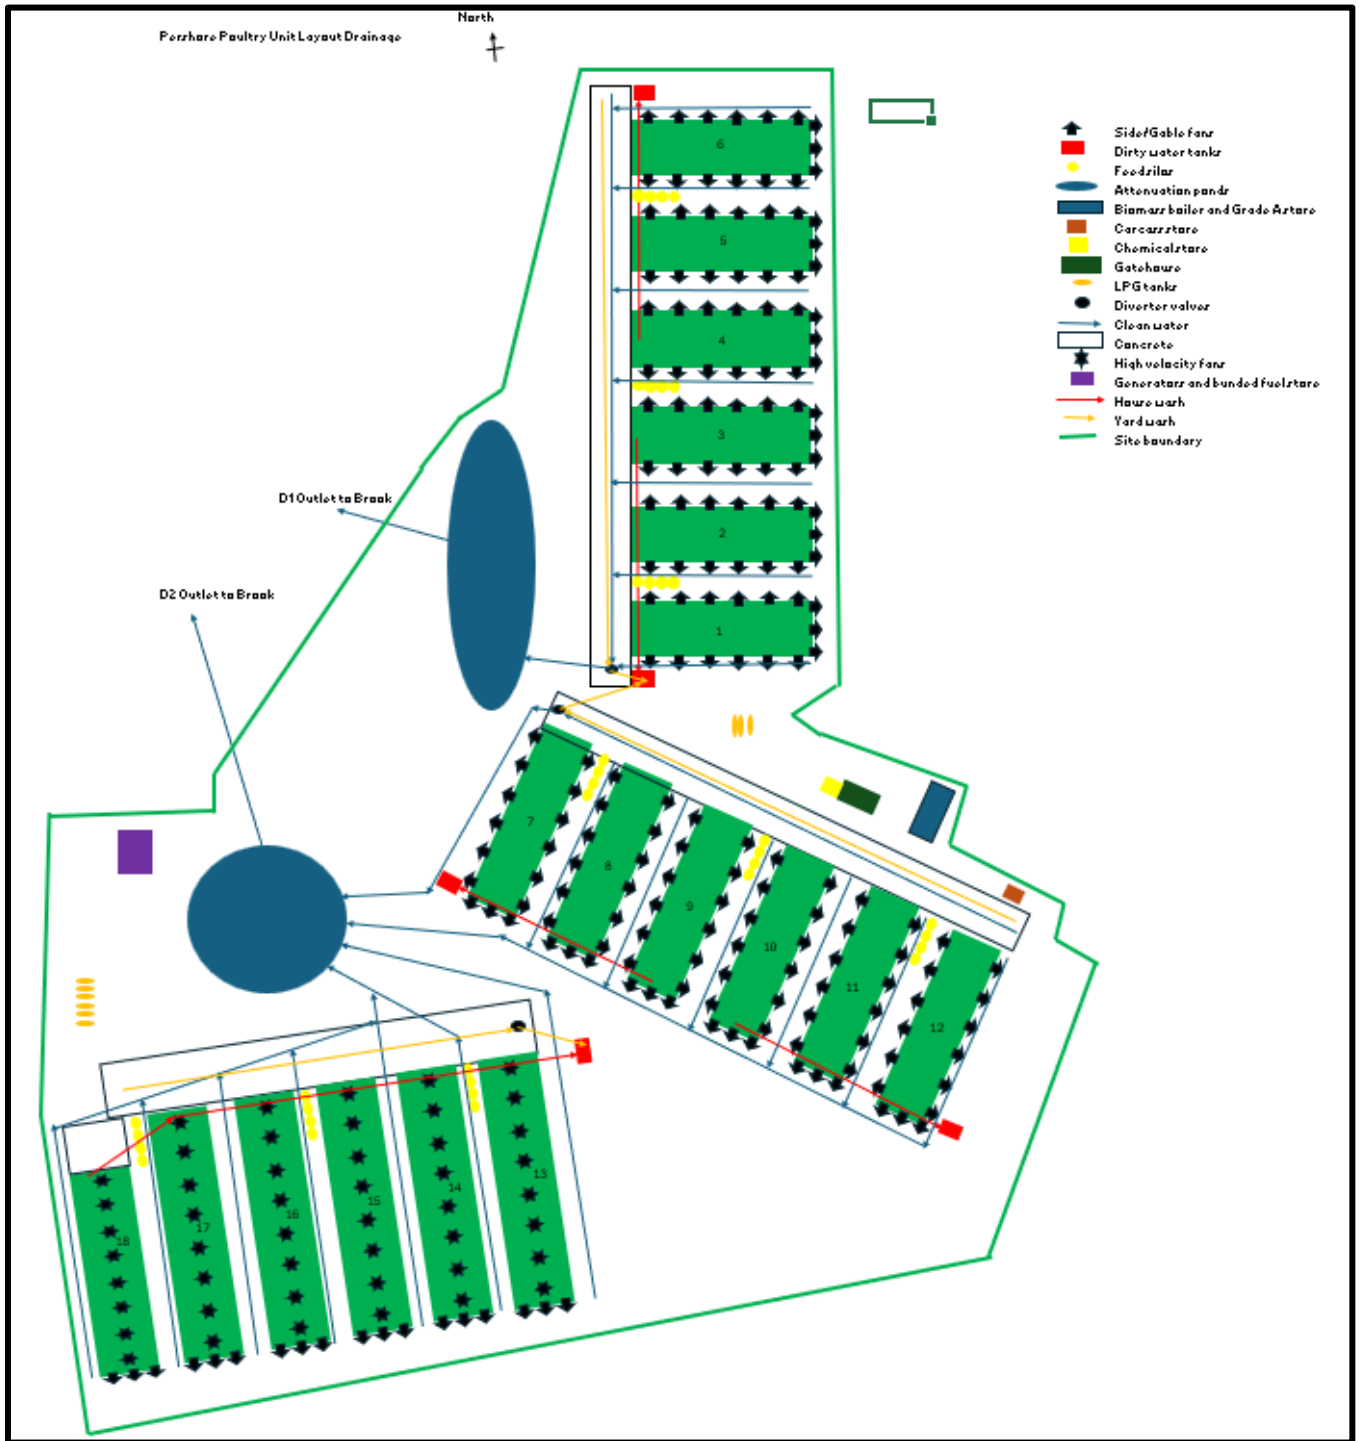 North
Pershore Poultry Unit Layout Drainage
Side/Gable fans
Dirty water tanks
Feed silos
Attenuation ponds
Biomass boiler and Grade A store
Carcass store
Chemical store
Gatehouse
LPG tanks
Diverter valves
Clean water
Concrete
High velocity fans
Generators and bunded fuel store
House wash
Yard wash
Site boundary
6
5
4
3
2
1
D1 Outlet to Brook
D2 Outlet to Brook
7
8
9
10
11
12
13
14
15
16
17
18